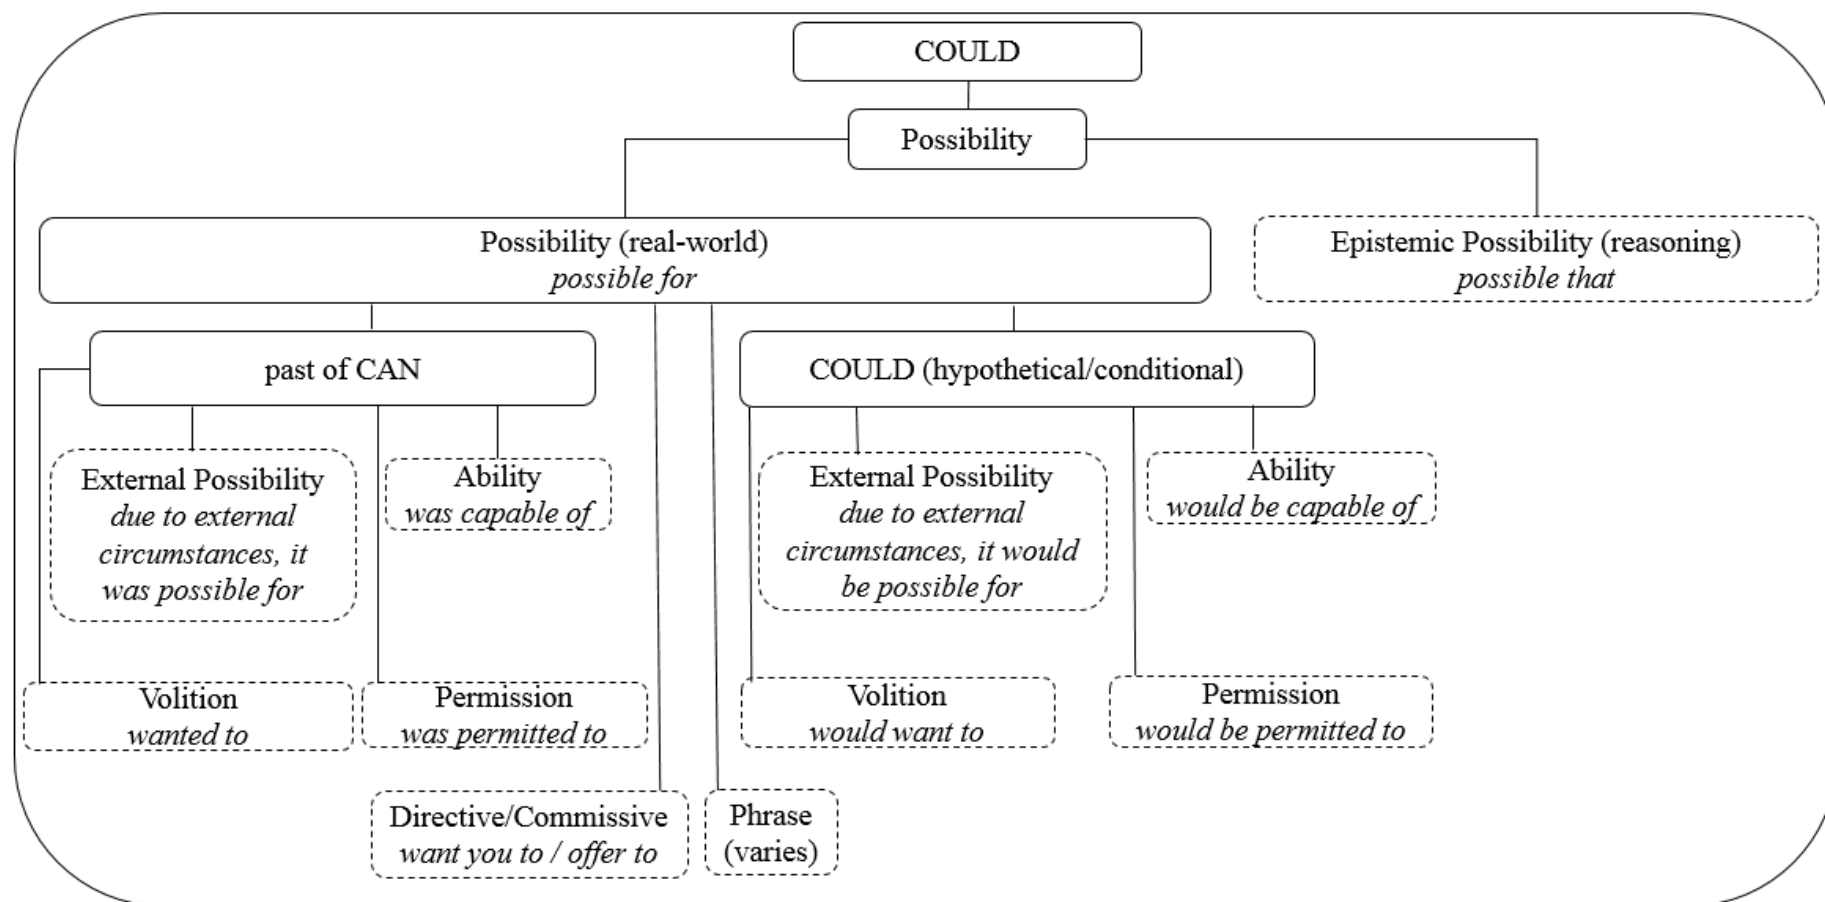 COULD
Possibility
Possibility (real-world)
possible for
Epistemic Possibility (reasoning)
possible that
past of CAN
COULD (hypothetical/conditional)
External Possibility
due to external
circumstances, it
was possible for
Ability
was capable of
External Possibility
due to external
circumstances, it would
be possible for
Ability
would be capable of
Volition
wanted to
Permission
was permitted to
Volition
would want to
Permission
would be permitted to
Directive/Commissive
want you to / offer to
Phrase
(varies)